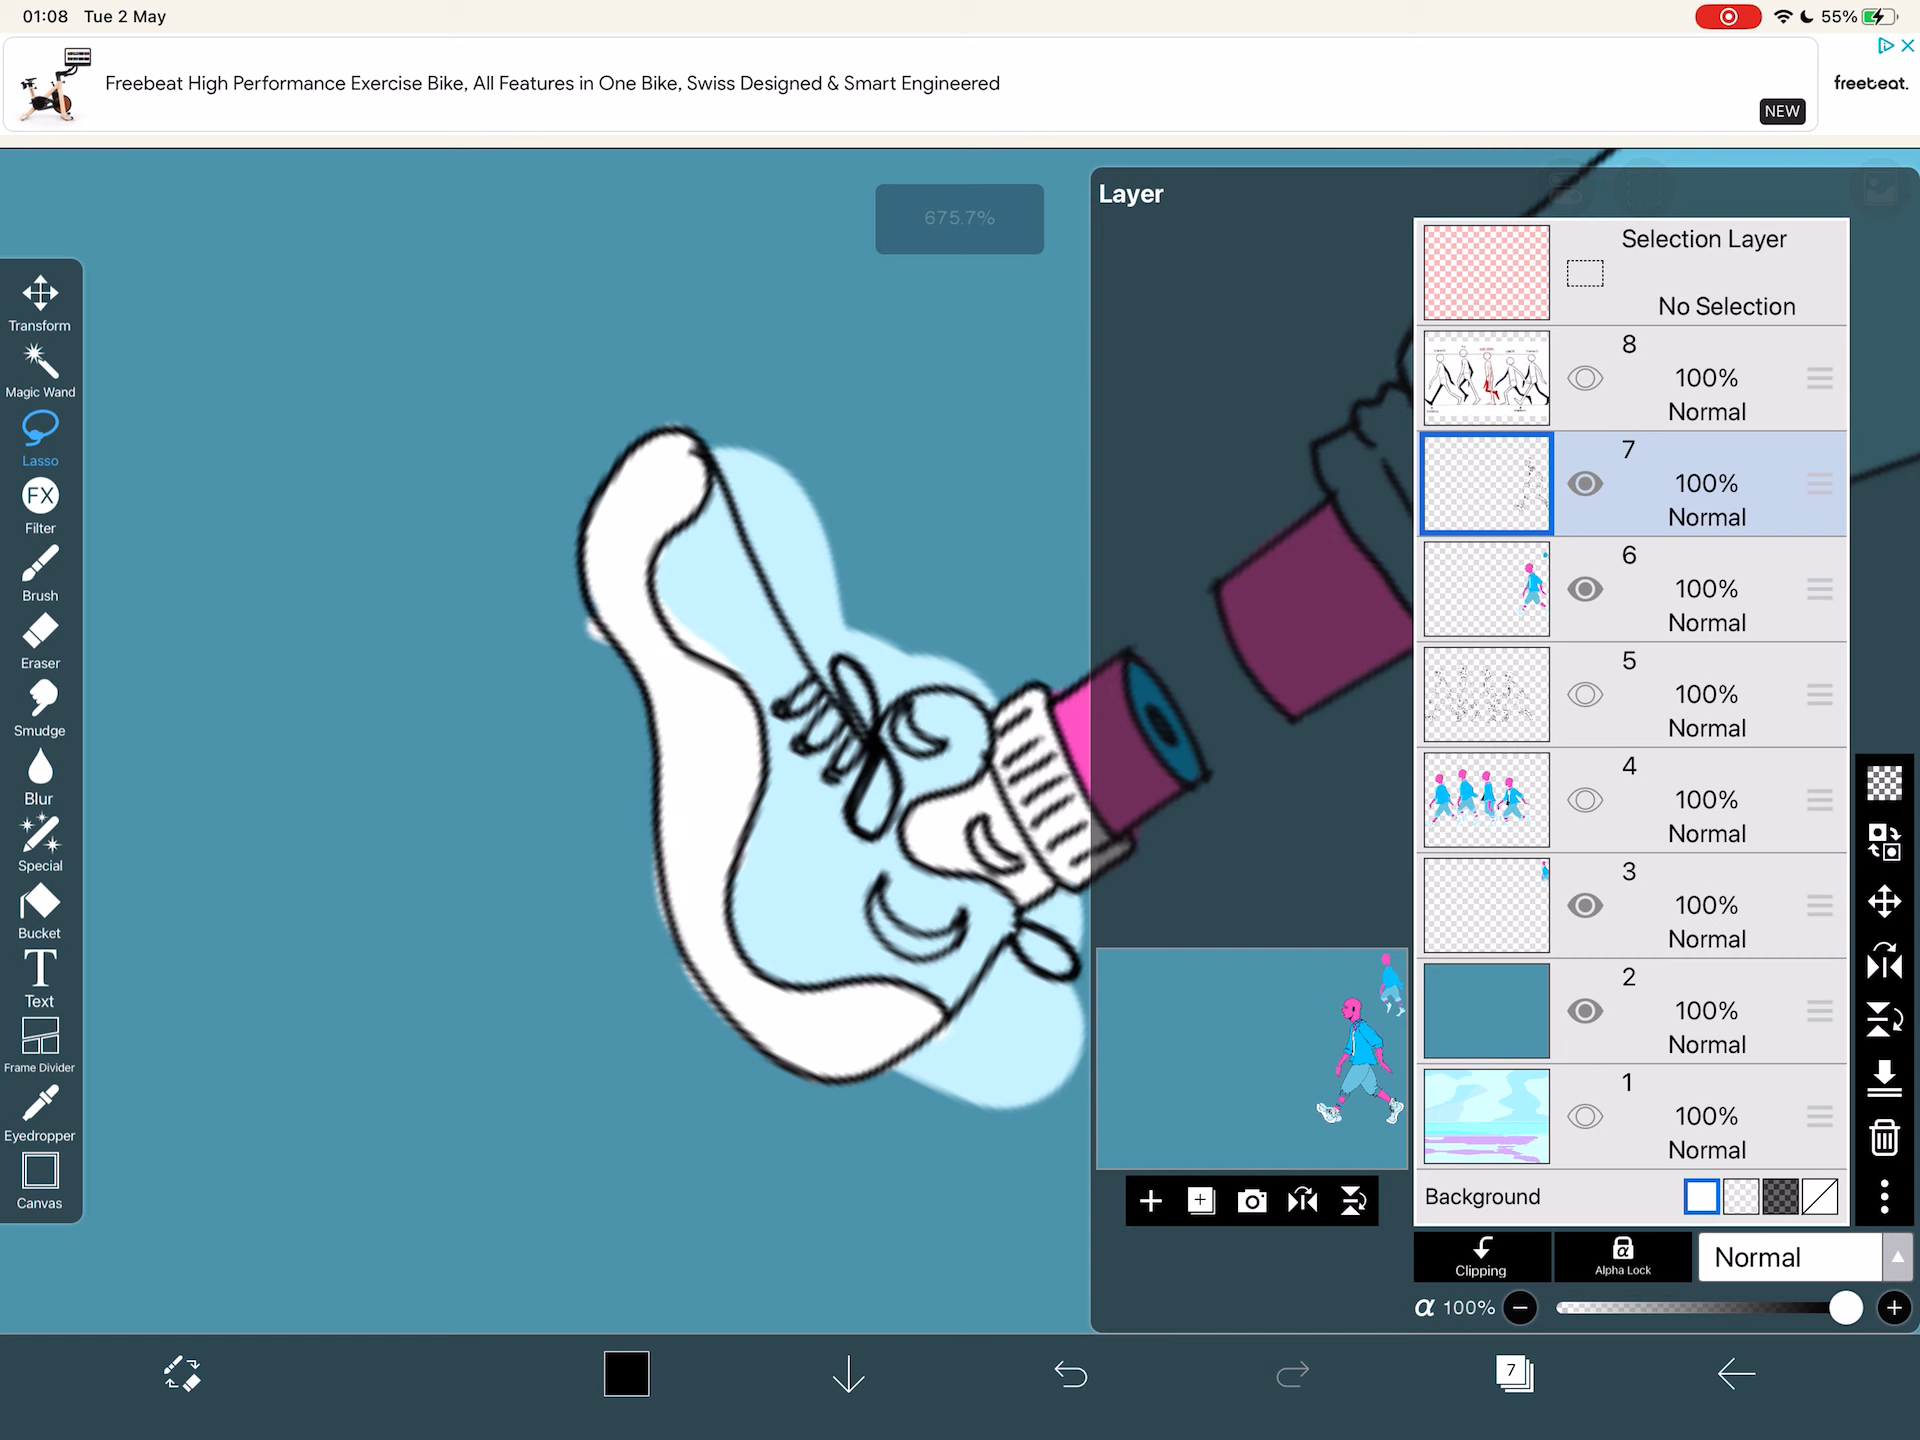 01:08 Tue 2 May
55%
Freebeat High Performance Exercise Bike, All Features in One Bike, Swiss Designed & Smart Engineered
freebeat.
NEW
675.7%
Layer
Transform
Magic Wand
Lasso
FX
Filter
Brush
Eraser
Smudge
Blur
Special
Bucket
T
Text
Frame Divider
Eyedropper
Canvas
Selection Layer
No Selection
8
100%
Normal
7
100%
Normal
6
100%
Normal
5
100%
Normal
4
100%
Normal
3
100%
Normal
2
100%
Normal
1
100%
Normal
Background
Clipping
α
Alpha Lock
Normal
α 100%
7